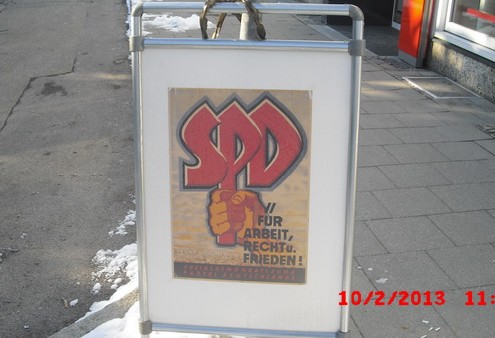 SPD
FÜR
ARBEIT,
RECHT u.
FRIEDEN!
10/2/2013 11: